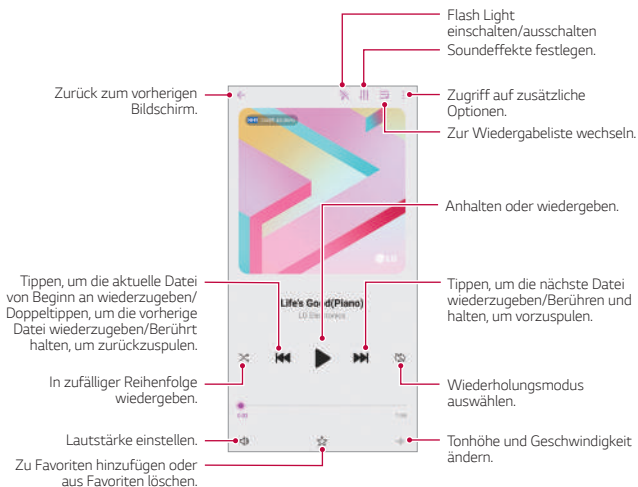 Flash Light
einschalten/ausschalten
Soundeffekte festlegen.
Zurück zum vorherigen
Bildschirm.
Zugriff auf zusätzliche
Optionen.
Zur Wiedergabeliste wechseln.
Anhalten oder wiedergeben.
LG
Tippen, um die aktuelle Datei
von Beginn an wiederzugeben/
Doppeltippen, um die vorherige
Datei wiederzugeben/Berührt
halten, um zurückzuspulen.
Life's Good(Piano)
LG Electronics
Tippen, um die nächste Datei
wiederzugeben/Berühren und
halten, um vorzuspulen.
In zufälliger Reihenfolge
wiedergeben.
Wiederholungsmodus
auswählen.
0:00
Lautstärke einstellen.
Tonhöhe und Geschwindigkeit
ändern.
Zu Favoriten hinzufügen oder
aus Favoriten löschen.